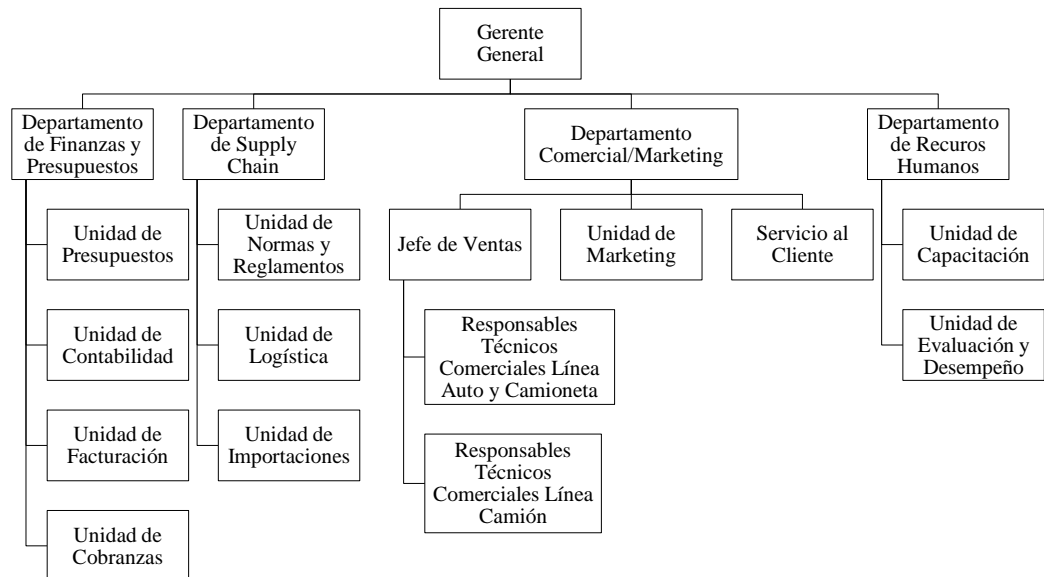 Gerente
General
Departamento
de Finanzas y
Presupuestos
Departamento
de Supply
Chain
Departamento
Comercial/Marketing
Departamento
de Recuros
Humanos
Unidad de
Presupuestos
Unidad de
Contabilidad
Unidad de
Facturación
Unidad de
Cobranzas
Unidad de
Normas y
Reglamentos
Unidad de
Logística
Unidad de
Importaciones
Jefe de Ventas
Unidad de
Marketing
Servicio al
Cliente
Responsables
Técnicos
Comerciales Línea
Auto y Camioneta
Responsables
Técnicos
Comerciales Línea
Camión
Unidad de
Capacitación
Unidad de
Evaluación y
Desempeño